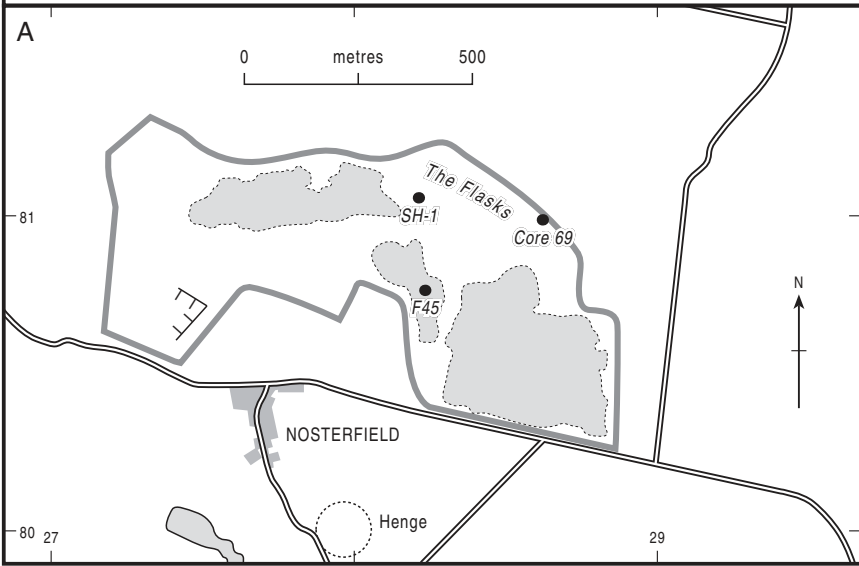 A
0 metres 500
The Flasks
SH-1
81
Core 69
N
F45
NOSTERFIELD
Henge
80
27
29